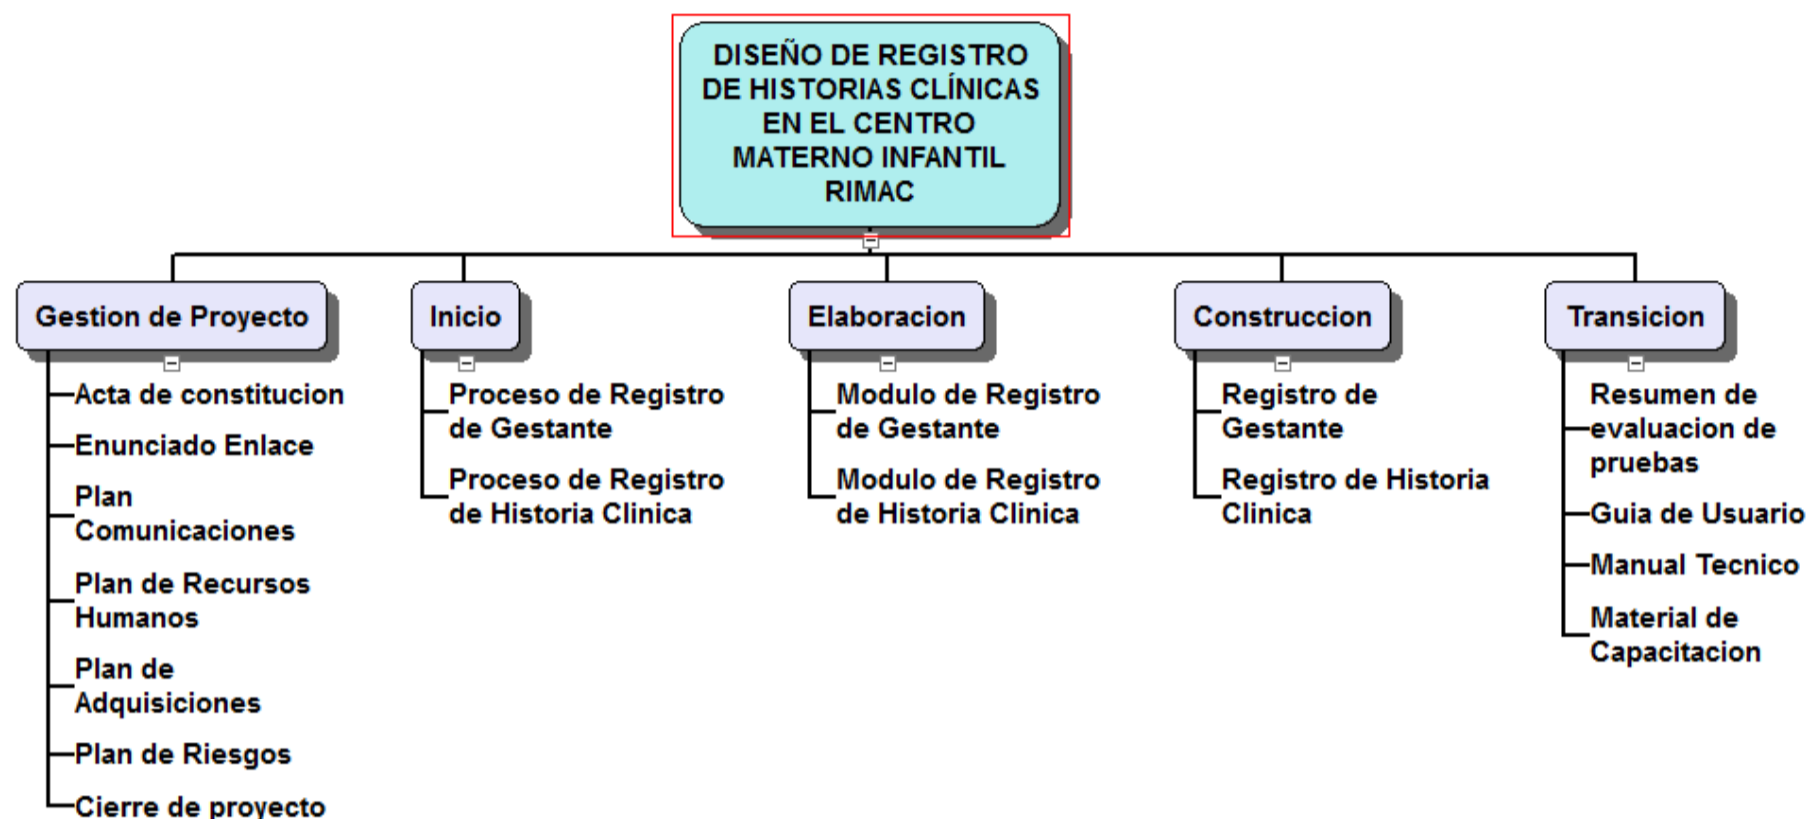 DISEÑO DE REGISTRO
DE HISTORIAS CLÍNICAS
EN EL CENTRO
MATERNO INFANTIL
RIMAC
Gestion de Proyecto
Acta de constitucion
Enunciado Enlace
Plan
Comunicaciones
Plan de Recursos
Humanos
Plan de
Adquisiciones
Plan de Riesgos
Cierre de proyecto
Inicio
Proceso de Registro
de Gestante
Proceso de Registro
de Historia Clinica
Elaboracion
Modulo de Registro
de Gestante
Modulo de Registro
de Historia Clinica
Construccion
Registro de
Gestante
Registro de Historia
Clinica
Transicion
Resumen de
evaluacion de
pruebas
Guia de Usuario
Manual Tecnico
Material de
Capacitacion